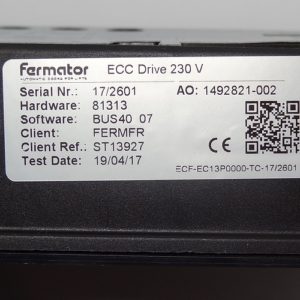 fermator ECC Drive 230 V
AUTOMATIC DOORS FOR LIFTS
Serial Nr.: 17/2601 AO: 1492821-002
Hardware: 81313
Software: BUS40 07
Client: FERMFR
Client Ref.: ST13927
Test Date: 19/04/17
ECF-EC13P0000-TC-17/2601